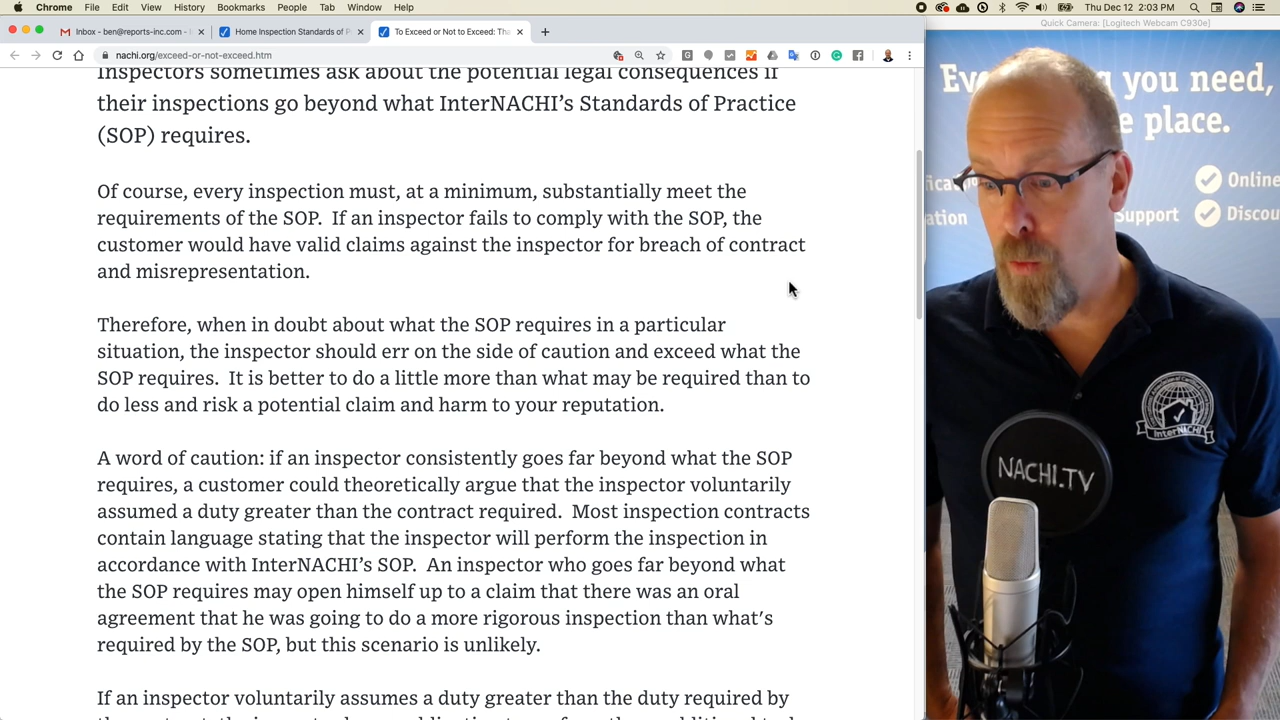 Chrome File Edit View History Bookmarks People Tab Window Help
Thu Dec 12 2:03 PM
Quick Camera: [Logitech Webcam C930e]
Inbox - ben@reports-inc.com -
Home Inspection Standards of P
To Exceed or Not to Exceed: Tha
nachi.org/exceed-or-not-exceed.htm
Inspectors sometimes ask about the potential legal consequences if
their inspections go beyond what InterNACHI’s Standards of Practice
(SOP) requires.
Of course, every inspection must, at a minimum, substantially meet the
requirements of the SOP.  If an inspector fails to comply with the SOP, the
customer would have valid claims against the inspector for breach of contract
and misrepresentation.
Therefore, when in doubt about what the SOP requires in a particular
situation, the inspector should err on the side of caution and exceed what the
SOP requires.  It is better to do a little more than what may be required than to
do less and risk a potential claim and harm to your reputation.
A word of caution: if an inspector consistently goes far beyond what the SOP
requires, a customer could theoretically argue that the inspector voluntarily
assumed a duty greater than the contract required.  Most inspection contracts
contain language stating that the inspector will perform the inspection in
accordance with InterNACHI’s SOP.  An inspector who goes far beyond what
the SOP requires may open himself up to a claim that there was an oral
agreement that he was going to do a more rigorous inspection than what's
required by the SOP, but this scenario is unlikely.
If an inspector voluntarily assumes a duty greater than the duty required by
Eve you need,
e place.
fica
Online
ation
Support
Discou
InterNACHI
NACHI.TV